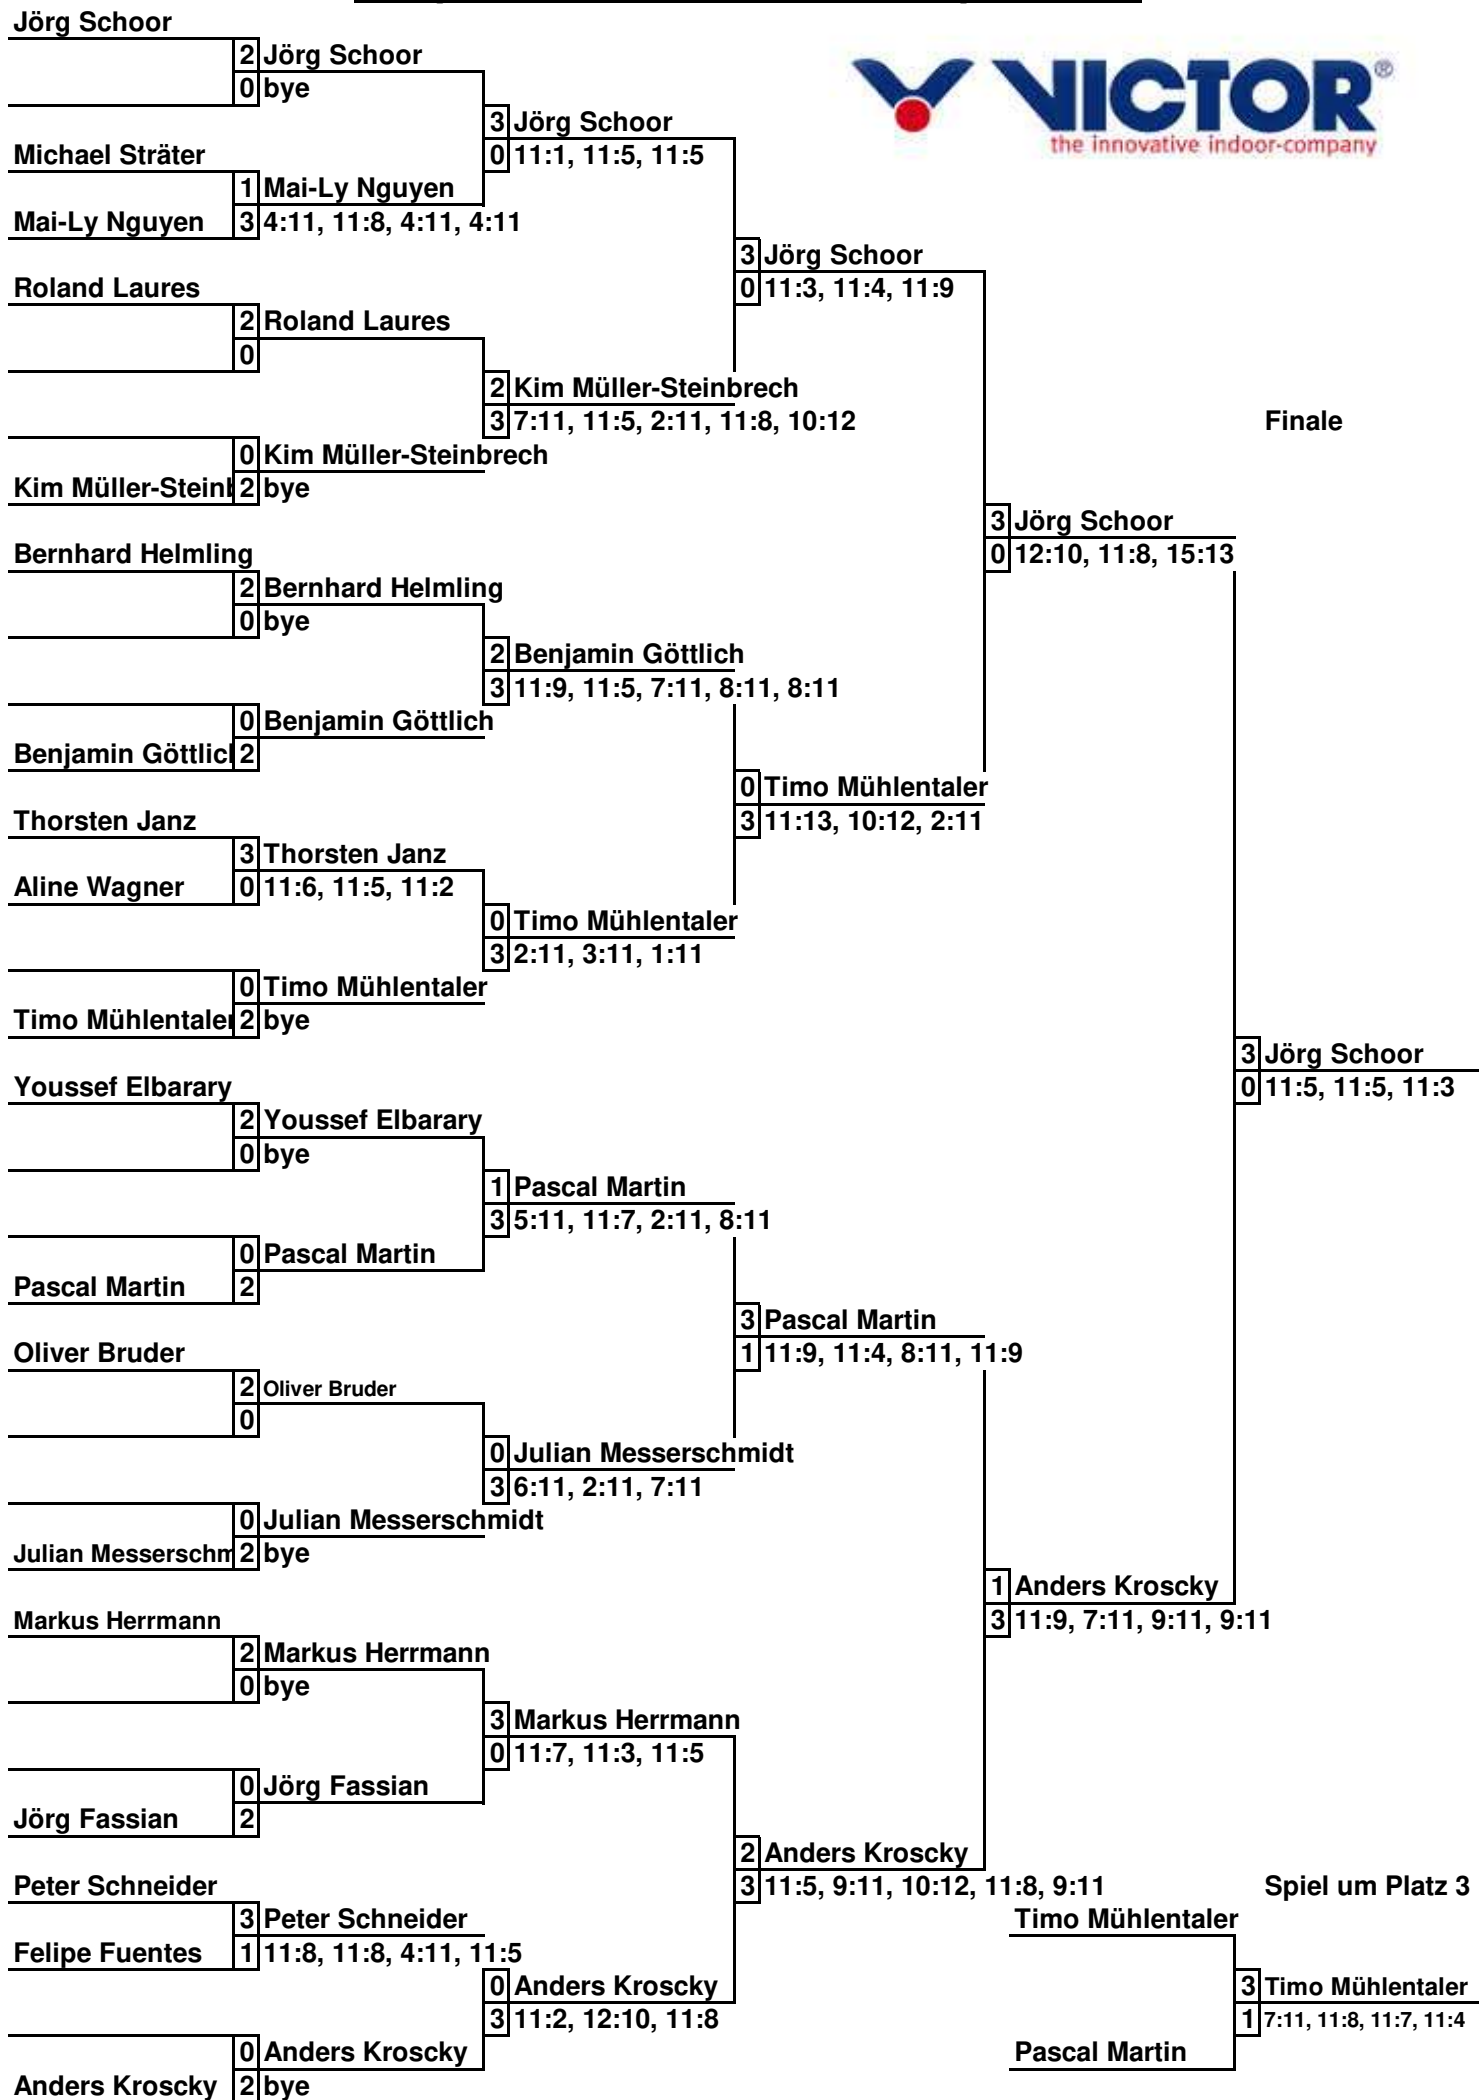 Jörg Schoor
2 Jörg Schoor
0 bye
VICTOR®
3 Jörg Schoor
the innovative indoor-company
Michael Sträter
0 11:1, 11:5, 11:5
1 Mai-Ly Nguyen
Mai-Ly Nguyen 3 4:11, 11:8, 4:11, 4:11
3 Jörg Schoor
Roland Laures
0 11:3, 11:4, 11:9
2 Roland Laures
0
2 Kim Müller-Steinbrech
3 7:11, 11:5, 2:11, 11:8, 10:12
Finale
0 Kim Müller-Steinbrech
Kim Müller-Stein 2 bye
3 Jörg Schoor
Bernhard Helmling
0 12:10, 11:8, 15:13
2 Bernhard Helmling
0 bye
2 Benjamin Göttlich
3 11:9, 11:5, 7:11, 8:11, 8:11
0 Benjamin Göttlich
Benjamin Göttlic 2
0 Timo Mühlentaler
Thorsten Janz
3 11:13, 10:12, 2:11
3 Thorsten Janz
Aline Wagner 0 11:6, 11:5, 11:2
0 Timo Mühlentaler
3 2:11, 3:11, 1:11
0 Timo Mühlentaler
Timo Mühlentaler 2 bye
3 Jörg Schoor
Youssef Elbarary
0 11:5, 11:5, 11:3
2 Youssef Elbarary
0 bye
1 Pascal Martin
3 5:11, 11:7, 2:11, 8:11
0 Pascal Martin
Pascal Martin 2
3 Pascal Martin
Oliver Bruder
1 11:9, 11:4, 8:11, 11:9
2 Oliver Bruder
0
0 Julian Messerschmidt
3 6:11, 2:11, 7:11
0 Julian Messerschmidt
Julian Messerschm 2 bye
1 Anders Kroscky
Markus Herrmann
3 11:9, 7:11, 9:11, 9:11
2 Markus Herrmann
0 bye
3 Markus Herrmann
0 11:7, 11:3, 11:5
0 Jörg Fassian
Jörg Fassian 2
2 Anders Kroscky
Peter Schneider
3 11:5, 9:11, 10:12, 11:8, 9:11
Spiel um Platz 3
3 Peter Schneider
Timo Mühlentaler
Felipe Fuentes 1 11:8, 11:8, 4:11, 11:5
0 Anders Kroscky
3 Timo Mühlentaler
3 11:2, 12:10, 11:8
1 7:11, 11:8, 11:7, 11:4
0 Anders Kroscky
Pascal Martin
Anders Kroscky 2 bye